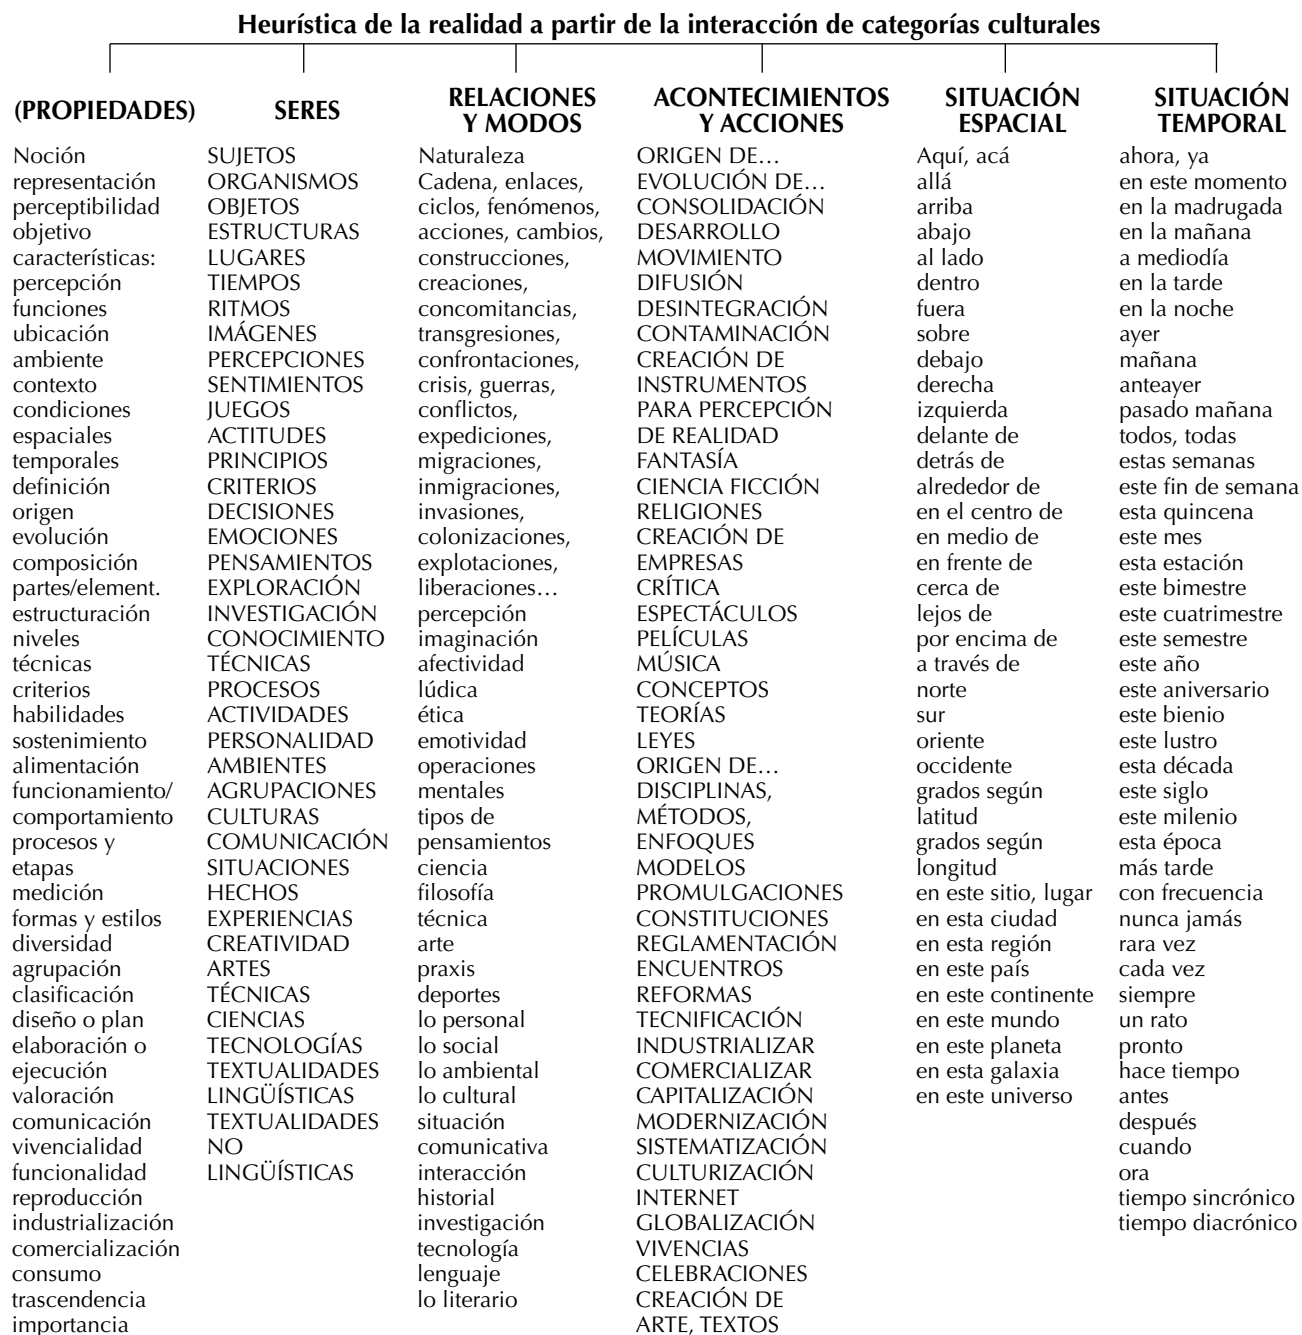 Heurística de la realidad a partir de la interacción de categorías culturales
(PROPIEDADES)
Noción
representación
perceptibilidad
objetivo
características:
percepción
funciones
ubicación
ambiente
contexto
condiciones
espaciales
temporales
definición
origen
evolución
composición
partes/element.
estructuración
niveles
técnicas
criterios
habilidades
sostenimiento
alimentación
funcionamiento/
comportamiento
procesos y
etapas
medición
formas y estilos
diversidad
agrupación
clasificación
diseño o plan
elaboración o
ejecución
valoración
comunicación
vivencialidad
funcionalidad
reproducción
industrialización
comercialización
consumo
trascendencia
importancia
SERES
SUJETOS
ORGANISMOS
OBJETOS
ESTRUCTURAS
LUGARES
TIEMPOS
RITMOS
IMÁGENES
PERCEPCIONES
SENTIMIENTOS
JUEGOS
ACTITUDES
PRINCIPIOS
CRITERIOS
DECISIONES
EMOCIONES
PENSAMIENTOS
EXPLORACIÓN
INVESTIGACIÓN
CONOCIMIENTO
TÉCNICAS
PROCESOS
ACTIVIDADES
PERSONALIDAD
AMBIENTES
AGRUPACIONES
CULTURAS
COMUNICACIÓN
SITUACIONES
HECHOS
EXPERIENCIAS
CREATIVIDAD
ARTES
TÉCNICAS
CIENCIAS
TECNOLOGÍAS
TEXTUALIDADES
LINGÜÍSTICAS
TEXTUALIDADES
NO
LINGÜÍSTICAS
RELACIONES
Y MODOS
Naturaleza
Cadena, enlaces,
ciclos, fenómenos,
acciones, cambios,
construcciones,
creaciones,
concomitancias,
transgresiones,
confrontaciones,
crisis, guerras,
conflictos,
expediciones,
migraciones,
inmigraciones,
invasiones,
colonizaciones,
explotaciones,
liberaciones…
percepción
imaginación
afectividad
lúdica
ética
emotividad
operaciones
mentales
tipos de
pensamientos
ciencia
filosofía
técnica
arte
praxis
deportes
lo personal
lo social
lo ambiental
lo cultural
situación
comunicativa
interacción
historial
investigación
tecnología
lenguaje
lo literario
ACONTECIMIENTOS
Y ACCIONES
ORIGEN DE…
EVOLUCIÓN DE…
CONSOLIDACIÓN
DESARROLLO
MOVIMIENTO
DIFUSIÓN
DESINTEGRACIÓN
CONTAMINACIÓN
CREACIÓN DE
INSTRUMENTOS
PARA PERCEPCIÓN
DE REALIDAD
FANTASÍA
CIENCIA FICCIÓN
RELIGIONES
CREACIÓN DE
EMPRESAS
CRÍTICA
ESPECTÁCULOS
PELÍCULAS
MÚSICA
CONCEPTOS
TEORÍAS
LEYES
ORIGEN DE…
DISCIPLINAS,
MÉTODOS,
ENFOQUES
MODELOS
PROMULGACIONES
CONSTITUCIONES
REGLAMENTACIÓN
ENCUENTROS
REFORMAS
TECNIFICACIÓN
INDUSTRIALIZAR
COMERCIALIZAR
CAPITALIZACIÓN
MODERNIZACIÓN
SISTEMATIZACIÓN
CULTURIZACIÓN
INTERNET
GLOBALIZACIÓN
VIVENCIAS
CELEBRACIONES
CREACIÓN DE
ARTE, TEXTOS
SITUACIÓN
ESPACIAL
Aquí, acá
allá
arriba
abajo
al lado
dentro
fuera
sobre
debajo
derecha
izquierda
delante de
detrás de
alrededor de
en el centro de
en medio de
en frente de
cerca de
lejos de
por encima de
a través de
norte
sur
oriente
occidente
grados según
latitud
grados según
longitud
en este sitio, lugar
en esta ciudad
en esta región
en este país
en este continente
en este mundo
en este planeta
en esta galaxia
en este universo
SITUACIÓN
TEMPORAL
ahora, ya
en este momento
en la madrugada
en la mañana
a mediodía
en la tarde
en la noche
ayer
mañana
anteayer
pasado mañana
todos, todas
estas semanas
este fin de semana
esta quincena
este mes
esta estación
este bimestre
este cuatrimestre
este semestre
este año
este aniversario
este bienio
este lustro
esta década
este siglo
este milenio
esta época
más tarde
con frecuencia
nunca jamás
rara vez
cada vez
siempre
un rato
pronto
hace tiempo
antes
después
cuando
ora
tiempo sincrónico
tiempo diacrónico